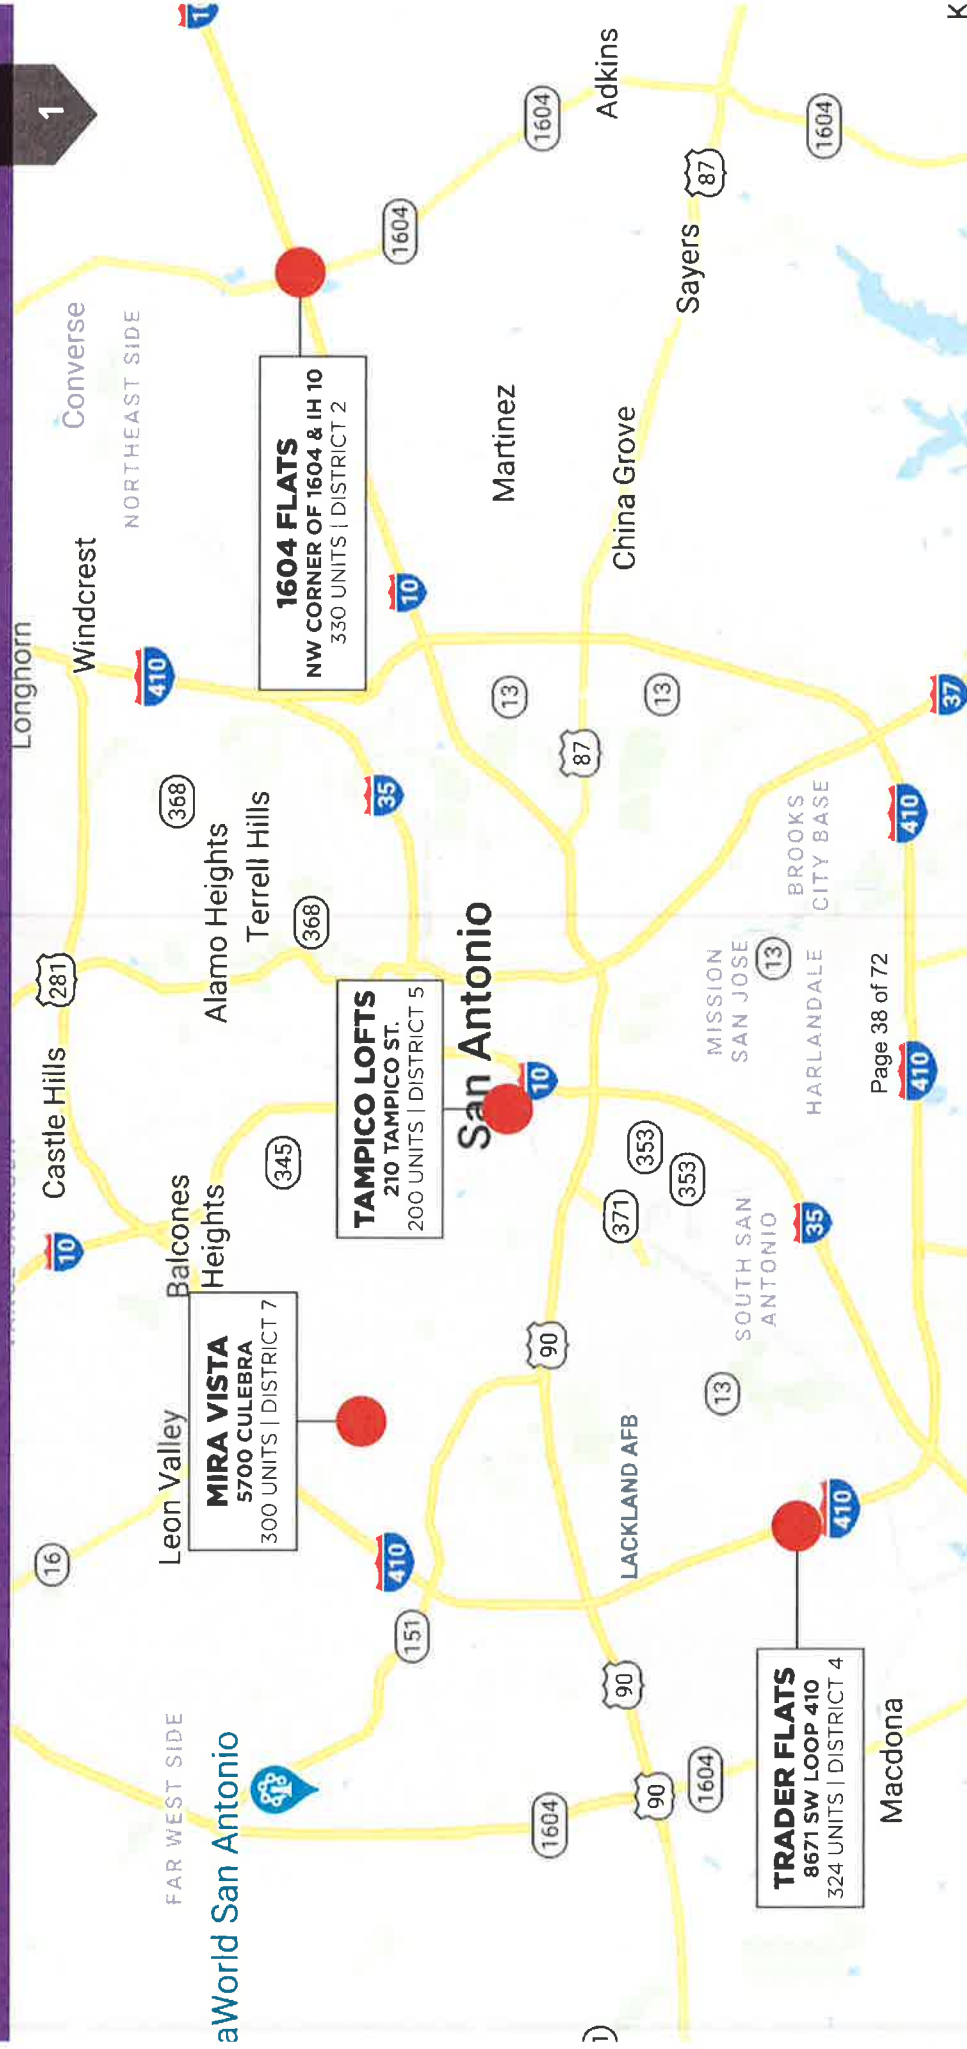 1
10
Longhorn
Converse
NORTHEAST SIDE
Windcrest
410
281
Castle Hills
10
16
Leon Valley
Balcones
Heights
368
Alamo Heights
Terrell Hills
368
345
35
FAR WEST SIDE
aWorld San Antonio
MIRA VISTA
5700 CULEBRA
300 UNITS | DISTRICT 7
TAMPICO LOFTS
210 TAMPICO ST.
200 UNITS | DISTRICT 5
1604 FLATS
NW CORNER OF 1604 & IH 10
330 UNITS | DISTRICT 2
1604
1604
Adkins
410
151
10
San Antonio
10
Martinez
13
1604
90
87
13
China Grove
Sayers
87
1604
90
90
1604
LACKLAND AFB
371
353
353
13
SOUTH SAN
ANTONIO
MISSION
SAN JOSE
13
HARLANDALE
BROOKS
CITY BASE
35
410
TRADER FLATS
8671 SW LOOP 410
324 UNITS | DISTRICT 4
Macdona
Page 38 of 72
410
410
37
K